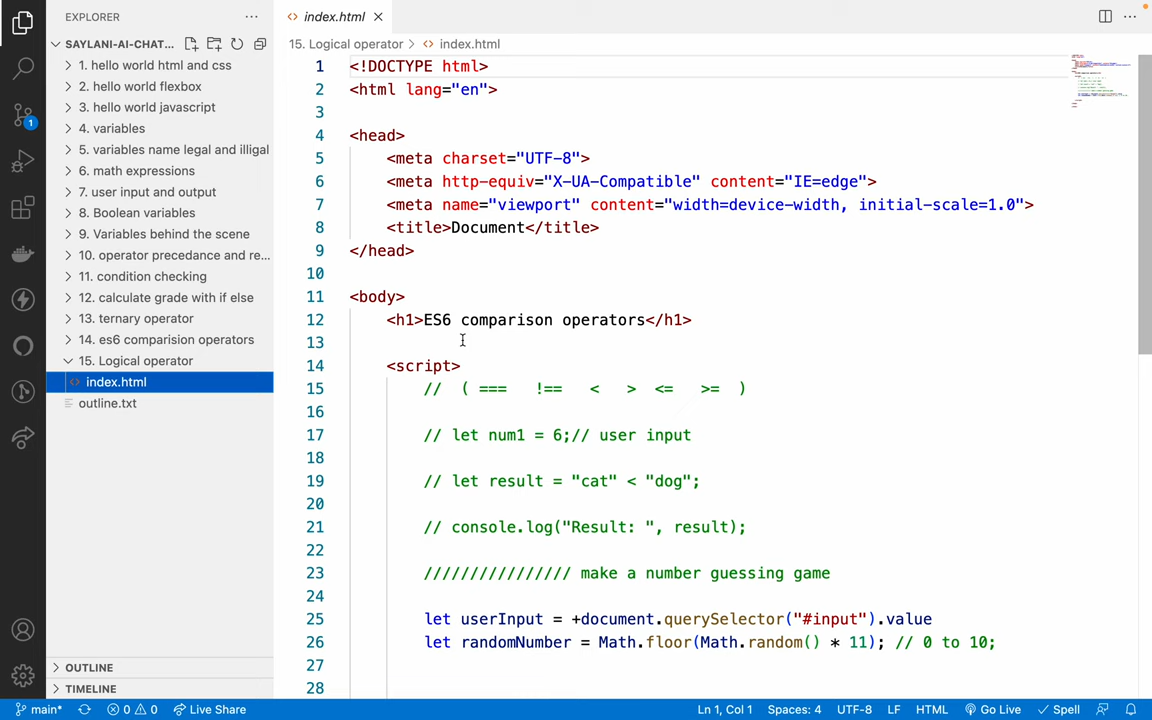 EXPLORER
index.html
SAYLANI-AI-CHAT...
15. Logical operator > index.html
1. hello world html and css
2. hello world flexbox
3. hello world javascript
4. variables
5. variables name legal and illigal
6. math expressions
7. user input and output
8. Boolean variables
9. Variables behind the scene
10. operator precedance and re...
11. condition checking
12. calculate grade with if else
13. ternary operator
14. es6 comparision operators
15. Logical operator
index.html
outline.txt
1 <!DOCTYPE html>
2 <html lang="en">
3
4 <head>
5 <meta charset="UTF-8">
6 <meta http-equiv="X-UA-Compatible" content="IE=edge">
7 <meta name="viewport" content="width=device-width, initial-scale=1.0">
8 <title>Document</title>
9 </head>
10
11 <body>
12 <h1>ES6 comparison operators</h1>
13
14 <script>
15 // ( === !== < > <= >= )
16
17 // let num1 = 6;// user input
18
19 // let result = "cat" < "dog";
20
21 // console.log("Result: ", result);
22
23 //////////////// make a number guessing game
24
25 let userInput = +document.querySelector("#input").value
26 let randomNumber = Math.floor(Math.random() * 11); // 0 to 10;
27
28
OUTLINE
TIMELINE
1
main* 0 0 Live Share Ln 1, Col 1 Spaces: 4 UTF-8 LF HTML Go Live Spell